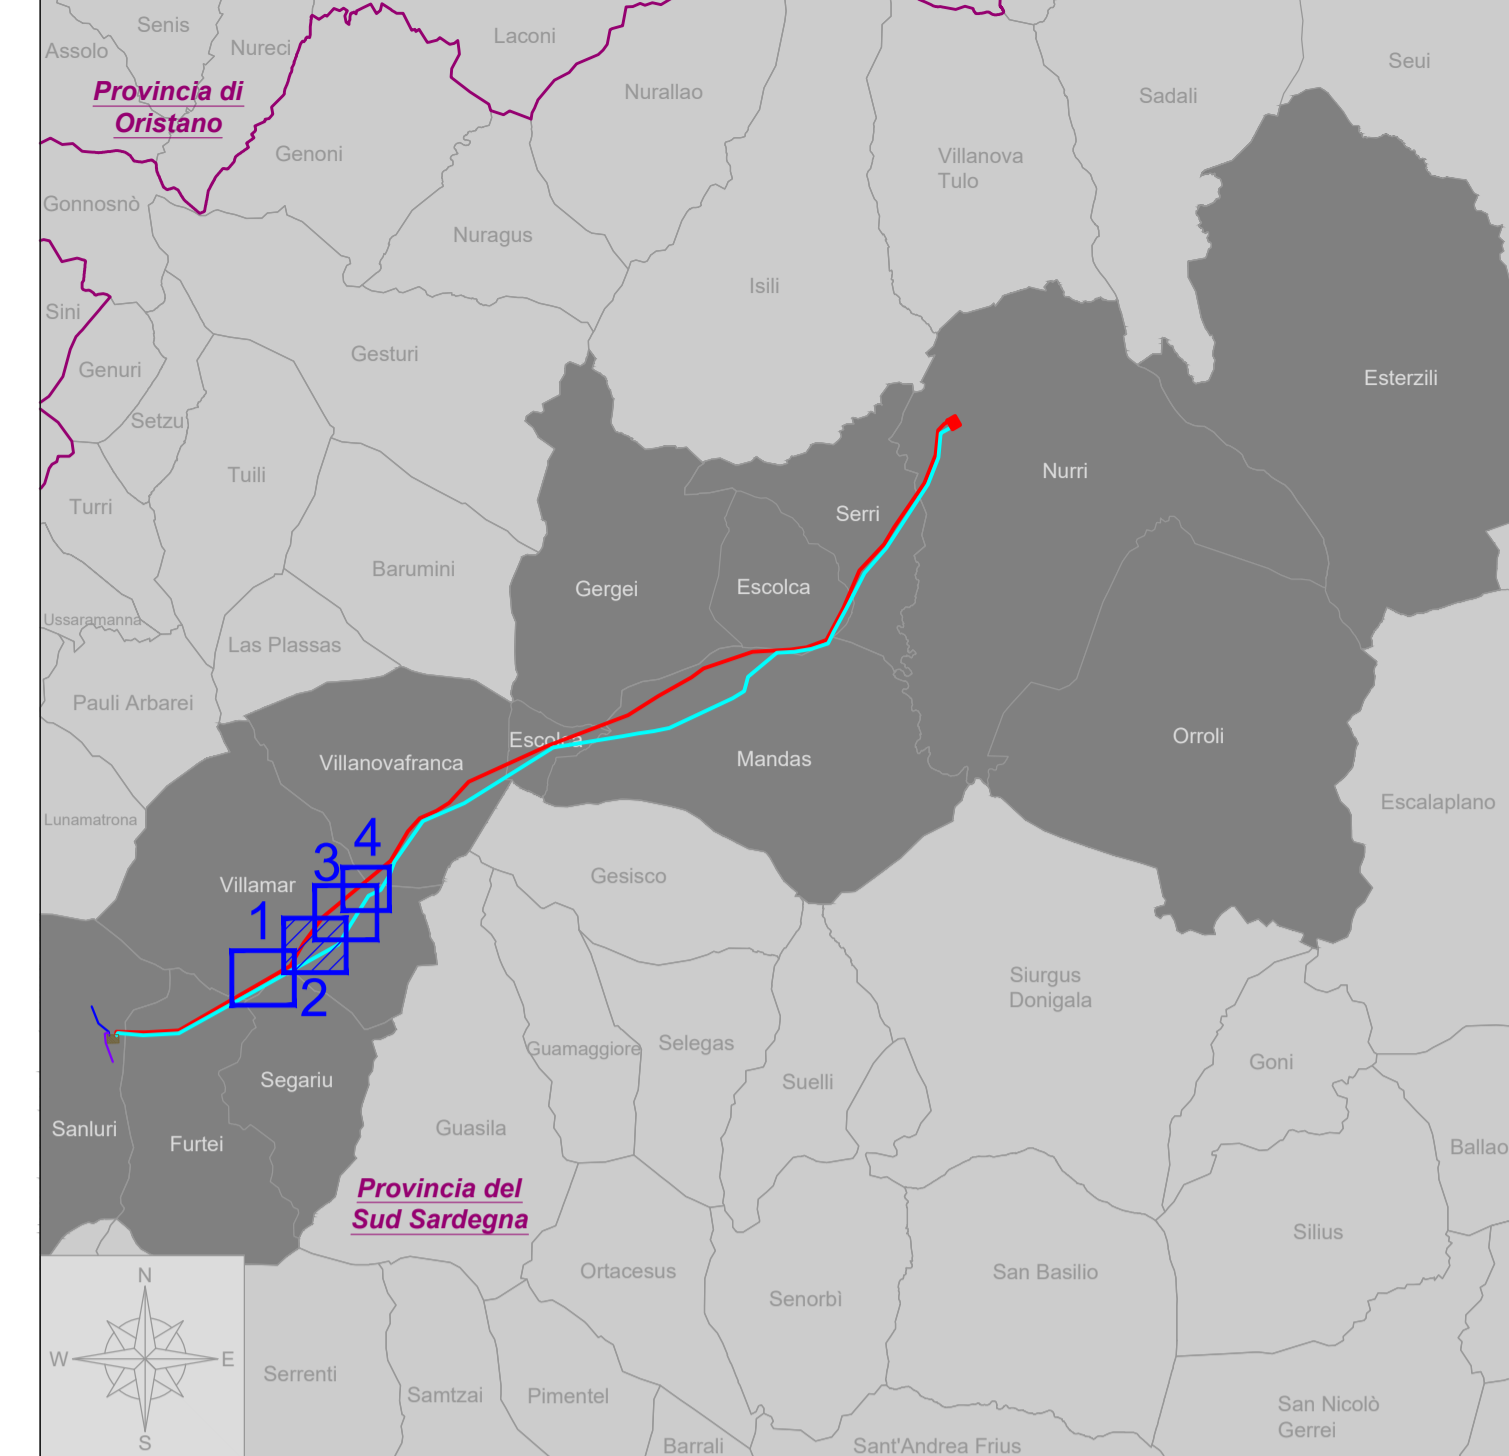 Senis
Assolo
Nureci
Laconi
Seui
Provincia di
Oristano
Nurallao
Sadali
Genoni
Villanova
Tulo
Gonnosnò
Nuragus
Isili
Sini
Genuri
Gesturi
Esterzili
Setzu
Tuili
Nurri
Turri
Serri
Barumini
Gergei
Escolca
Ussaramanna
Las Plassas
Pauli Arbarei
Escolca
Orroli
Villanovafranca
Mandas
Escalaplano
Lunamatrona
4
3
Villamar
Gesisco
1
2
Siurgus
Donigala
Guamaggiore
Selegas
Goni
Segariu
Suelli
Sanluri
Furtei
Guasila
Ballao
Provincia del
Sud Sardegna
Silius
Ortacesus
San Basilio
Senorbì
N
W
E
S
Serrenti
Samtzai
Pimentel
San Nicolò
Gerrei
Barrali
Sant'Andrea Frius